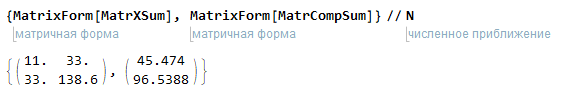 {MatrixForm[MatrXSum], MatrixForm[MatrCompSum]} // N
матричная форма матричная форма численное приближение
{(11. 33.
33. 138.6), (45.474
96.5388)}